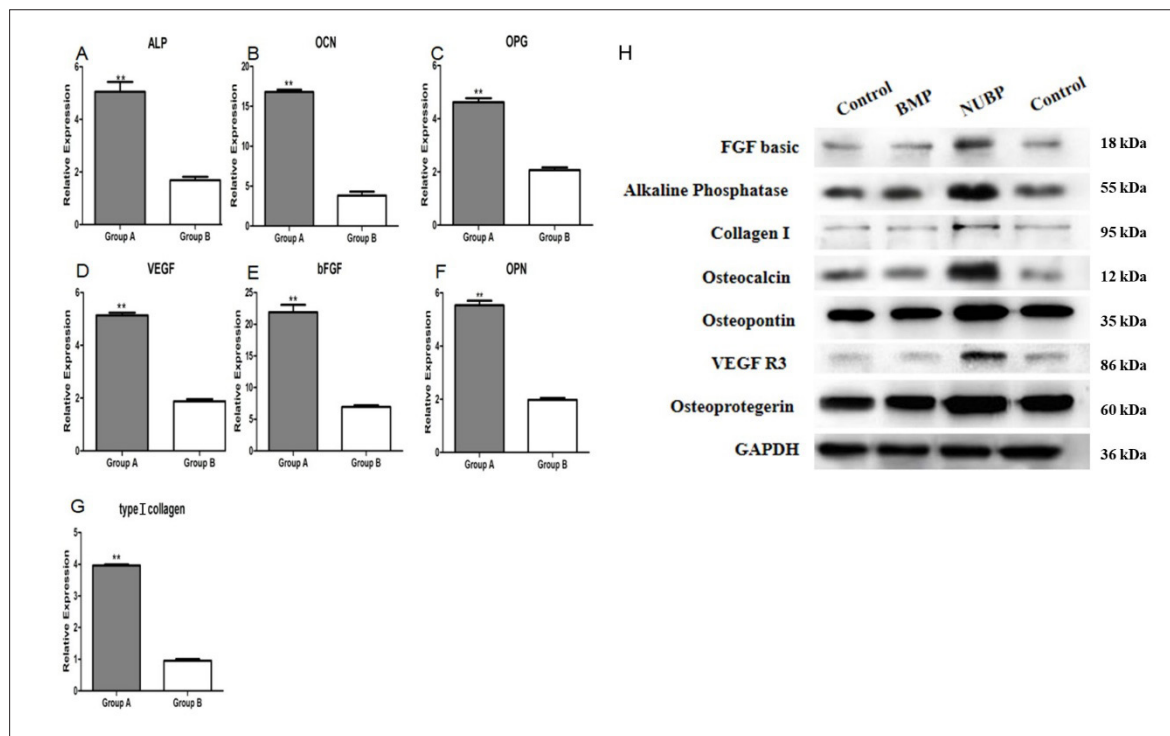 A
ALP
**
Relative Expression
6
4
2
0
Group A
Group B
B
OCN
**
Relative Expression
20
15
10
5
0
Group A
Group B
C
OPG
**
Relative Expression
6
4
2
0
Group A
Group B
D
VEGF
**
Relative Expression
6
4
2
0
Group A
Group B
E
bFGF
**
Relative Expression
25
20
15
10
5
0
Group A
Group B
F
OPN
**
Relative Expression
6
4
2
0
Group A
Group B
G
type I collagen
**
Relative Expression
5
4
3
2
1
0
Group A
Group B
H
Control BMP NUBP Control
FGF basic 18 kDa
Alkaline Phosphatase 55 kDa
Collagen I 95 kDa
Osteocalcin 12 kDa
Osteopontin 35 kDa
VEGF R3 86 kDa
Osteoprotegerin 60 kDa
GAPDH 36 kDa